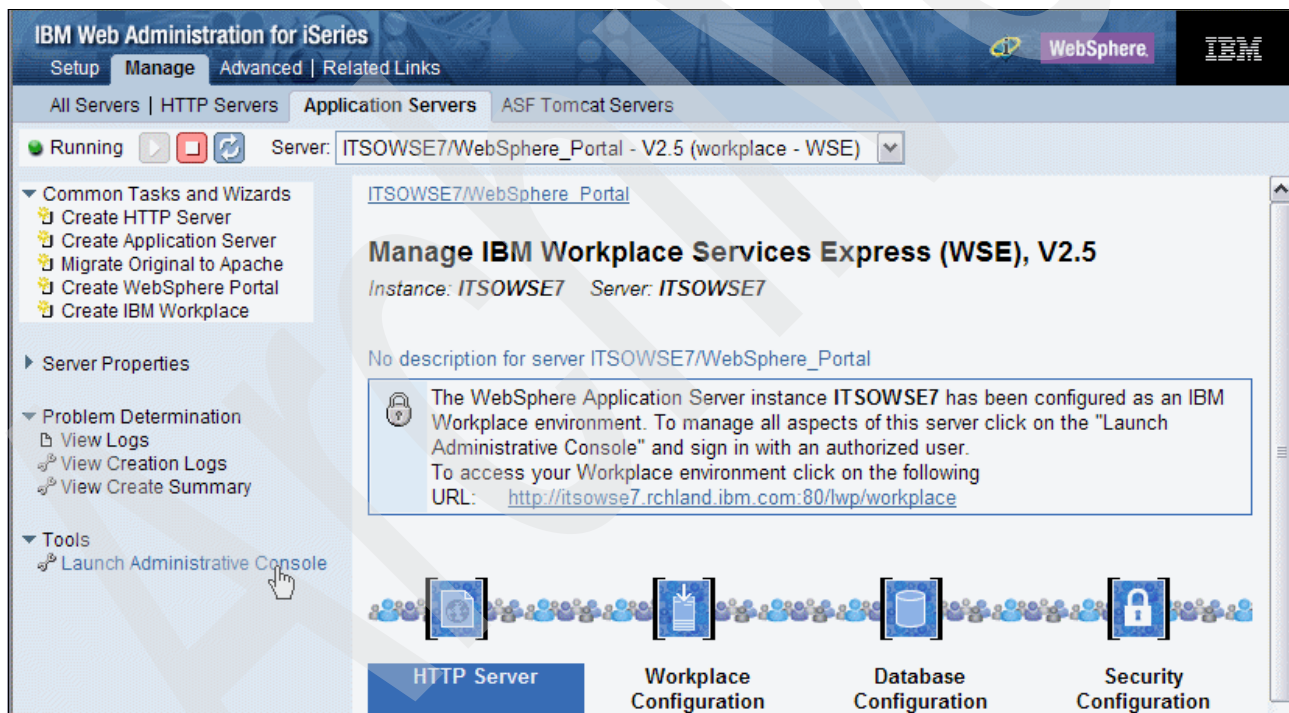 IBM Web Administration for iSeries
WebSphere.
IBM
Setup Manage Advanced | Related Links
All Servers | HTTP Servers Application Servers ASF Tomcat Servers
Running Server: ITSOWSE7/WebSphere_Portal - V2.5 (workplace - WSE)
Common Tasks and Wizards
Create HTTP Server
Create Application Server
Migrate Original to Apache
Create WebSphere Portal
Create IBM Workplace
Server Properties
Problem Determination
View Logs
View Creation Logs
View Create Summary
Tools
Launch Administrative Console
ITSOWSE7/WebSphere_Portal
Manage IBM Workplace Services Express (WSE), V2.5
Instance: ITSOWSE7 Server: ITSOWSE7
No description for server ITSOWSE7/WebSphere_Portal
The WebSphere Application Server instance ITSOWSE7 has been configured as an IBM
Workplace environment. To manage all aspects of this server click on the "Launch
Administrative Console" and sign in with an authorized user.
To access your Workplace environment click on the following
URL: http://itsowse7.rchland.ibm.com:80/lwp/workplace
HTTP Server
Workplace
Configuration
Database
Configuration
Security
Configuration